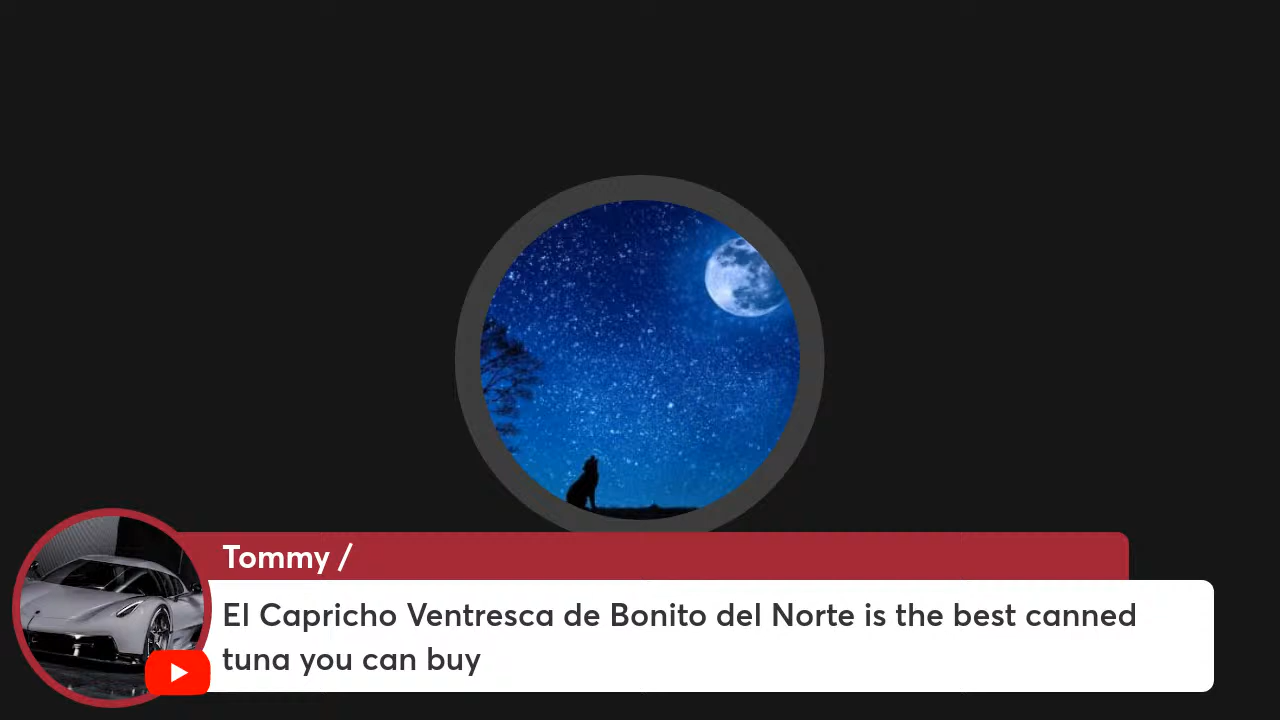 Tommy /
El Capricho Ventresca de Bonito del Norte is the best canned
tuna you can buy